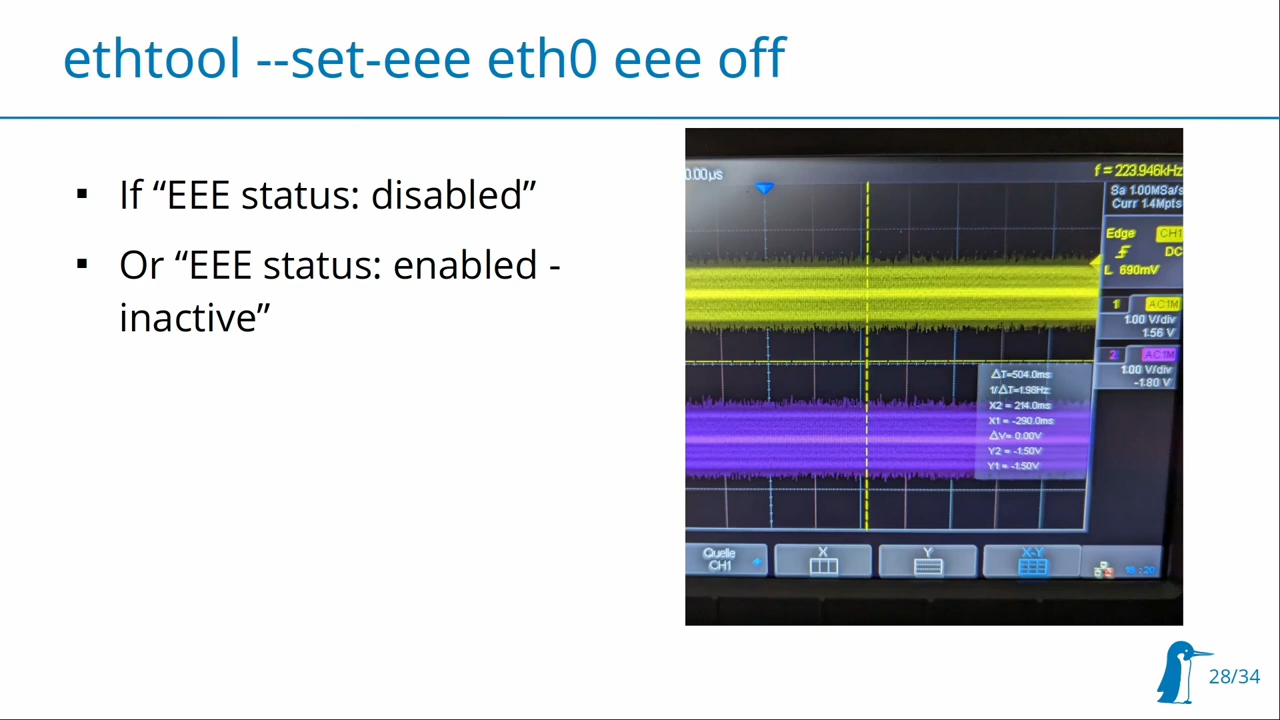 ethtool --set-eee eth0 eee off
▪ If “EEE status: disabled”
▪ Or “EEE status: enabled -
inactive”
0.00µs
f = 223.946kHz
Sa 1.00MSa/s
Curr 1.4Mpts
Edge CH1
DC
L 690mV
1 AC1M
1.00 V/div
1.56 V
2 AC1M
1.00 V/div
-1.80 V
ΔT=504.0ms
1/ΔT=1.98Hz
X2 = 214.0ms
X1 = -290.0ms
ΔV= 0.00V
Y2 = -1.50V
Y1 = -1.50V
Quelle
CH1
X
Y
X-Y
28/34